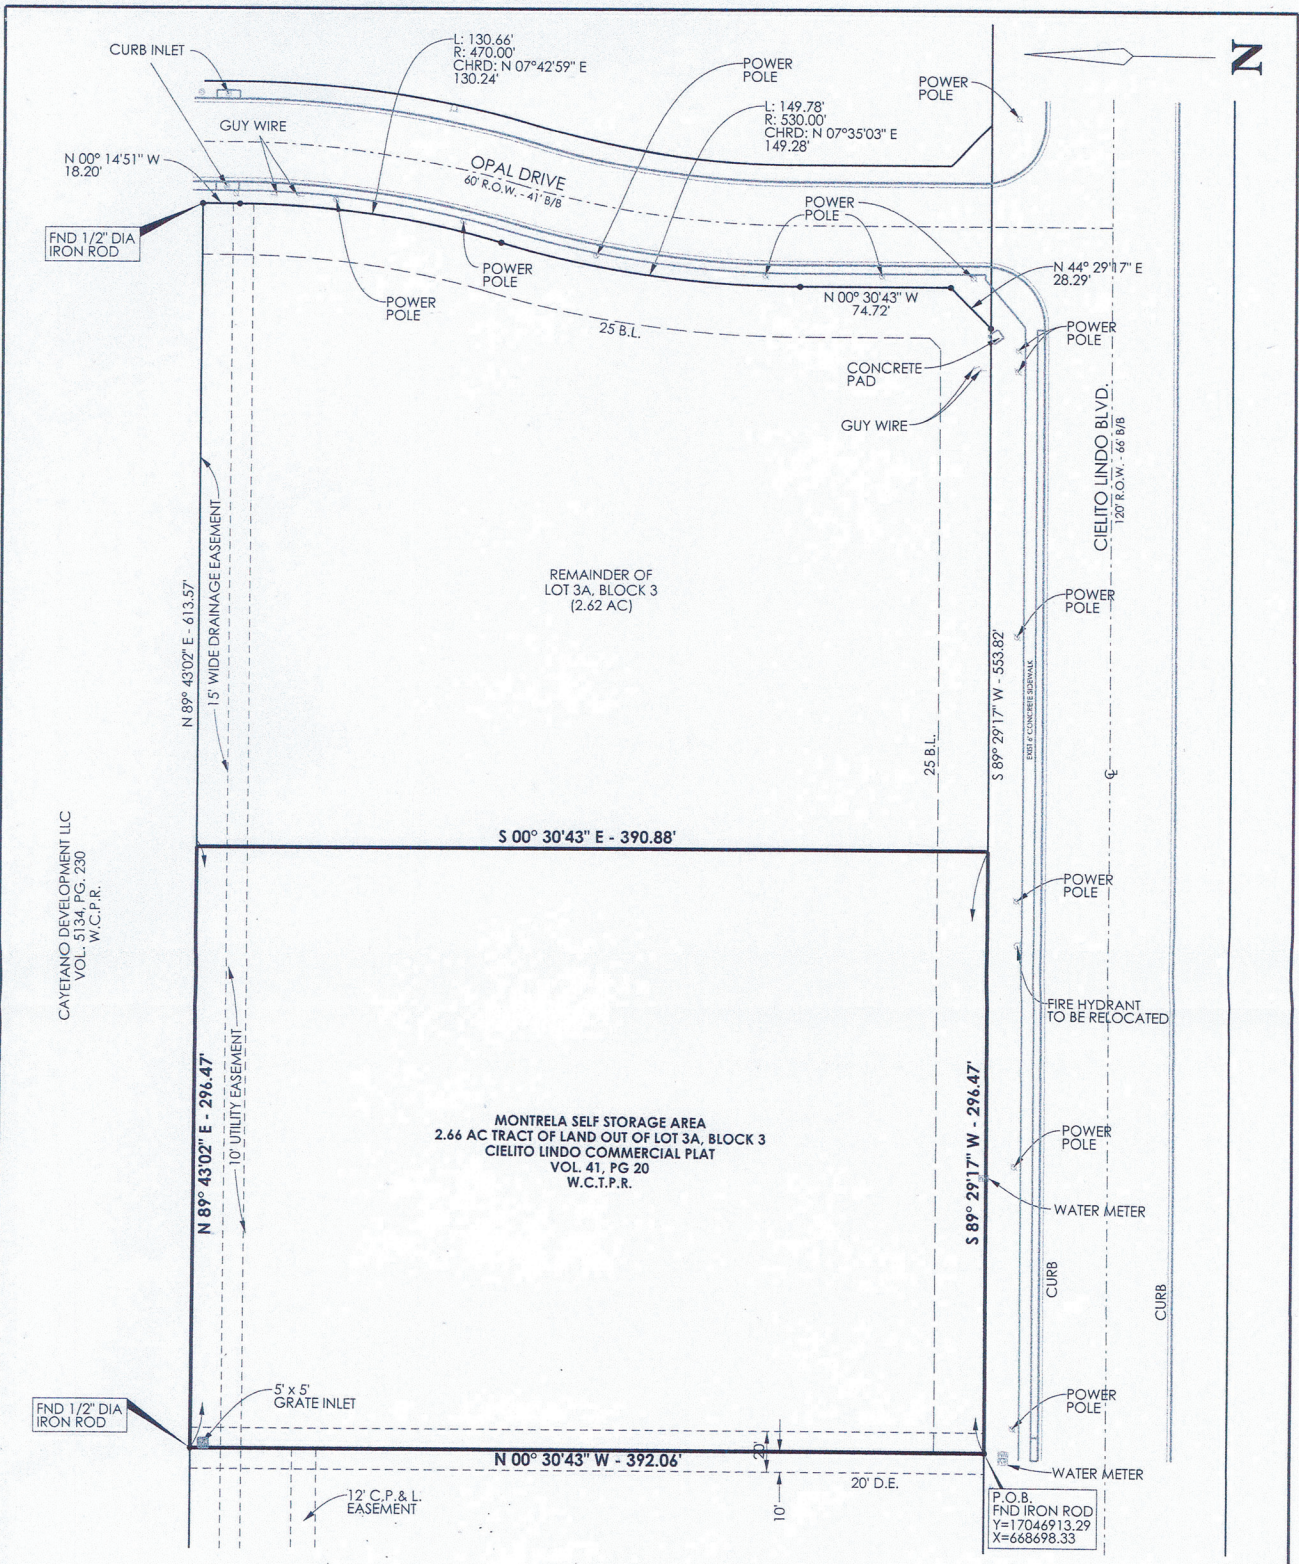 CURB INLET
L: 130.66'
R: 470.00'
CHRD: N 07°42'59" E
130.24'
POWER
POLE
POWER
POLE
N
L: 149.78'
R: 530.00'
CHRD: N 07°35'03" E
149.28'
GUY WIRE
N 00° 14'51" W
18.20'
OPAL DRIVE
60' R.O.W. - 41' B/B
POWER
POLE
FND 1/2" DIA
IRON ROD
POWER
POLE
N 44° 29'17" E
28.29'
POWER
POLE
N 00° 30'43" W
74.72'
25 B.L.
POWER
POLE
CONCRETE
PAD
GUY WIRE
CIELITO LINDO BLVD.
120' R.O.W. - 66' B/B
15' WIDE DRAINAGE EASEMENT
N 89° 43'02" E - 613.57'
REMAINDER OF
LOT 3A, BLOCK 3
(2.62 AC)
POWER
POLE
S 89° 29'17" W - 553.82'
EXIST 6' CONCRETE SIDEWALK
25 B.L.
℄
CAYETANO DEVELOPMENT LLC
VOL. 5134, PG. 230
W.C.P.R.
S 00° 30'43" E - 390.88'
POWER
POLE
FIRE HYDRANT
TO BE RELOCATED
N 89° 43'02" E - 296.47'
10' UTILITY EASEMENT
MONTRELA SELF STORAGE AREA
2.66 AC TRACT OF LAND OUT OF LOT 3A, BLOCK 3
CIELITO LINDO COMMERCIAL PLAT
VOL. 41, PG 20
W.C.T.P.R.
S 89° 29'17" W - 296.47'
POWER
POLE
WATER METER
CURB
CURB
5' x 5'
GRATE INLET
FND 1/2" DIA
IRON ROD
POWER
POLE
N 00° 30'43" W - 392.06'
20'
WATER METER
20' D.E.
12' C.P.& L.
EASEMENT
10'
P.O.B.
FND IRON ROD
Y=17046913.29
X=668698.33